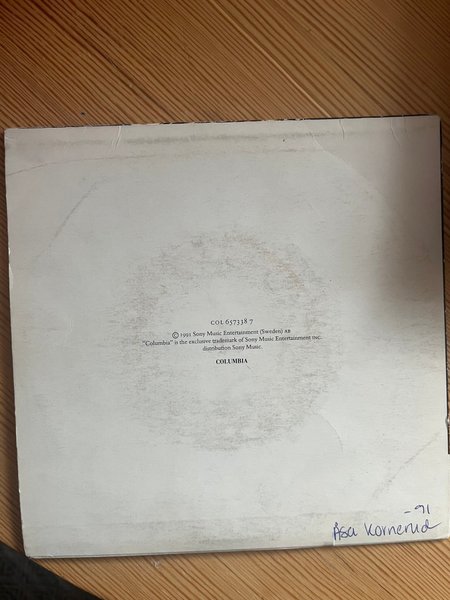 COL 657338 7
© 1991 Sony Music Entertainment (Sweden) AB
"Columbia" is the exclusive trademark of Sony Music Entertainment INC.
distribution Sony Music.
COLUMBIA
-91
Åsa Kornerud